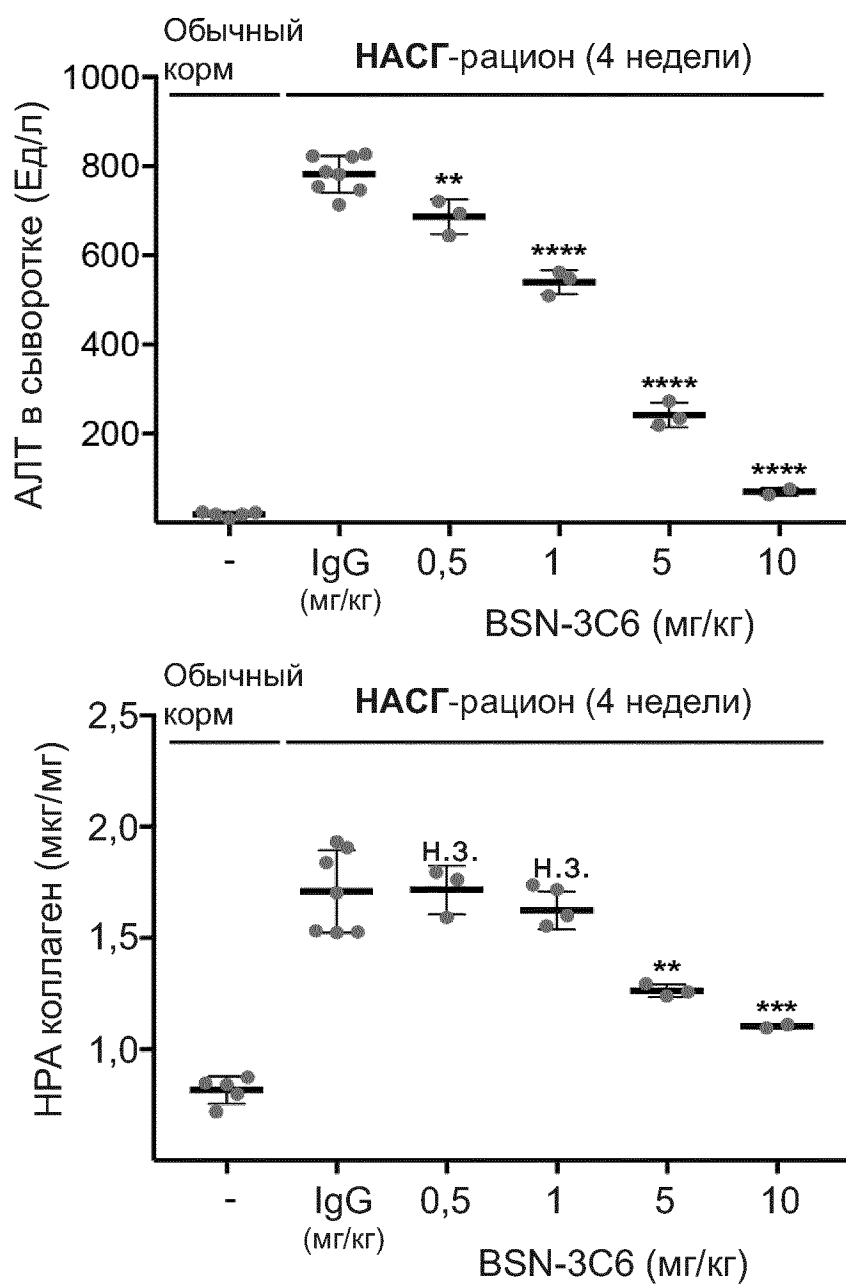 Обычный
корм
НАСГ-рацион (4 недели)
АЛТ в сыворотке (Ед/л)
1000
800
600
400
200
**
****
****
****
- IgG 0,5 1 5 10
(мг/кг)
BSN-3C6 (мг/кг)
Обычный
корм
НАСГ-рацион (4 недели)
HPA коллаген (мкг/мг)
2,5
2,0
1,5
1,0
н.з.
н.з.
**
***
- IgG 0,5 1 5 10
(мг/кг)
BSN-3C6 (мг/кг)